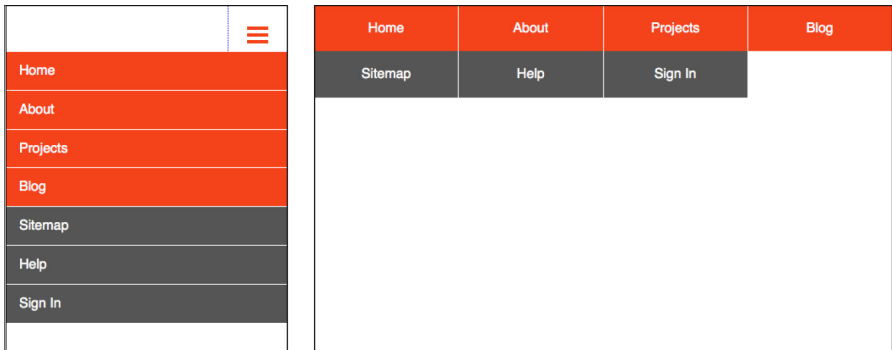 Home
About
Projects
Blog
Sitemap
Help
Sign In
Home About Projects Blog
Sitemap Help Sign In